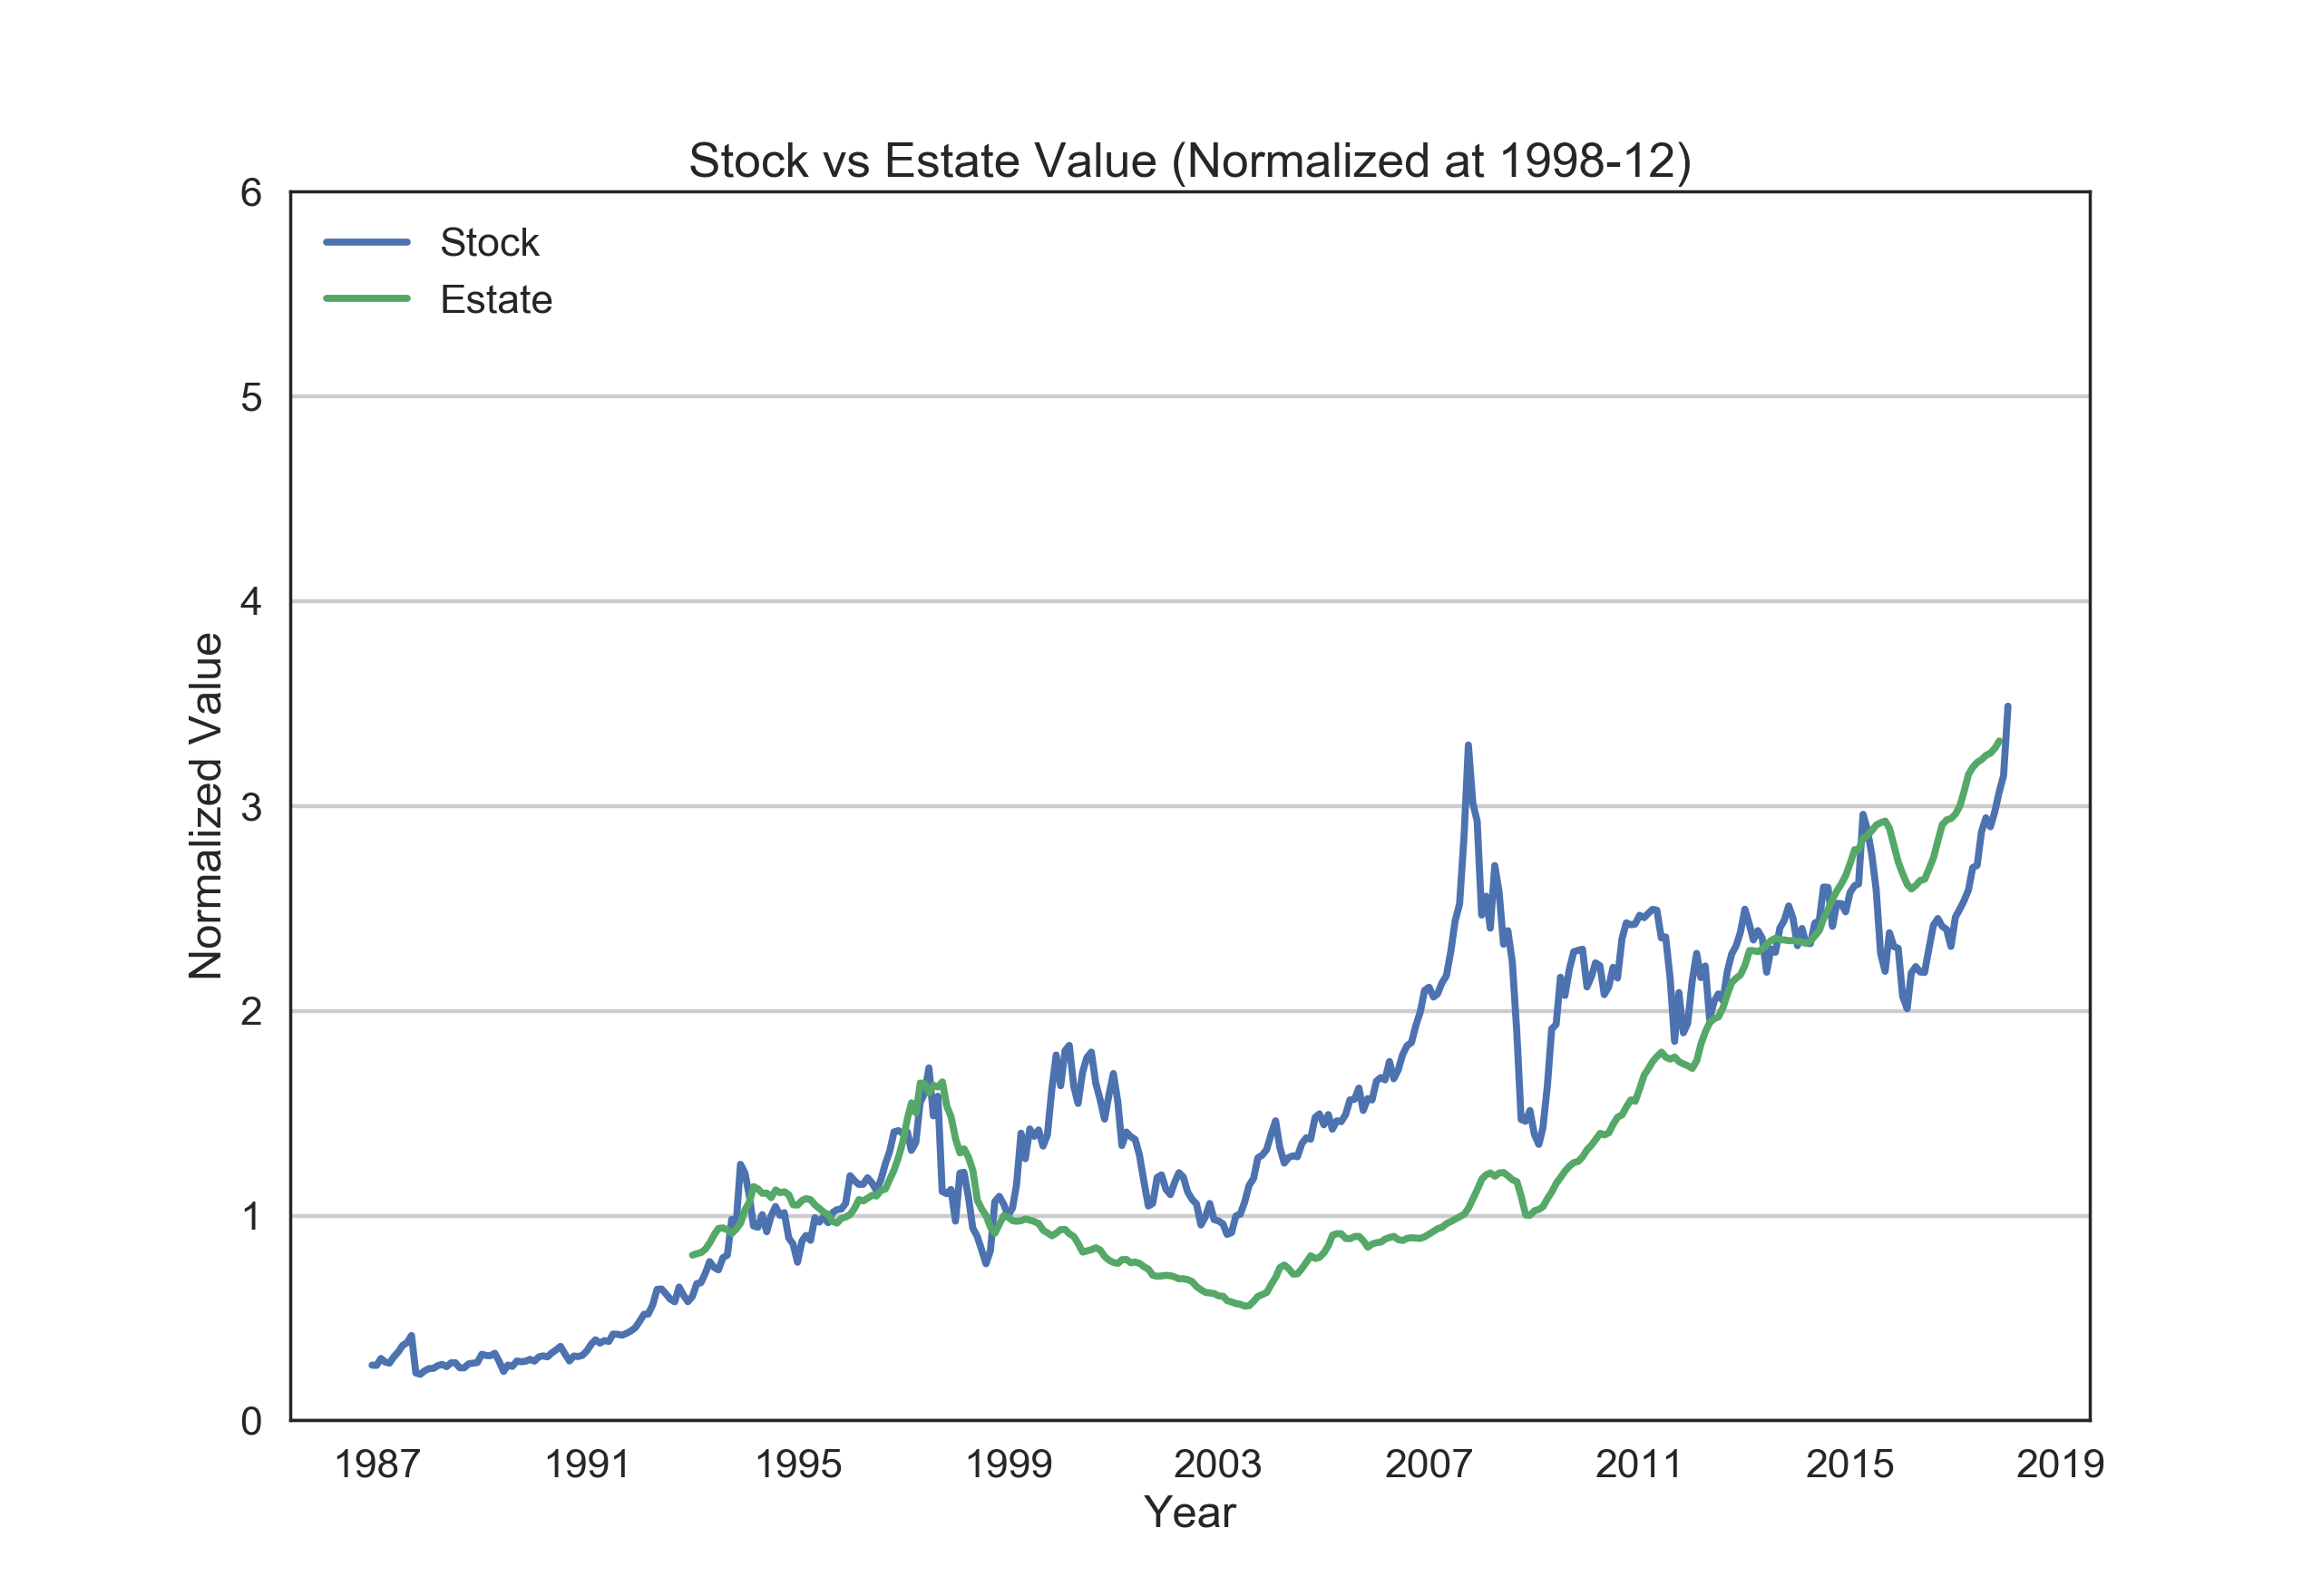 Stock vs Estate Value (Normalized at 1998-12)
6
5
4
3
2
1
0
Normalized Value
Stock
Estate
1987 1991 1995 1999 2003 2007 2011 2015 2019
Year